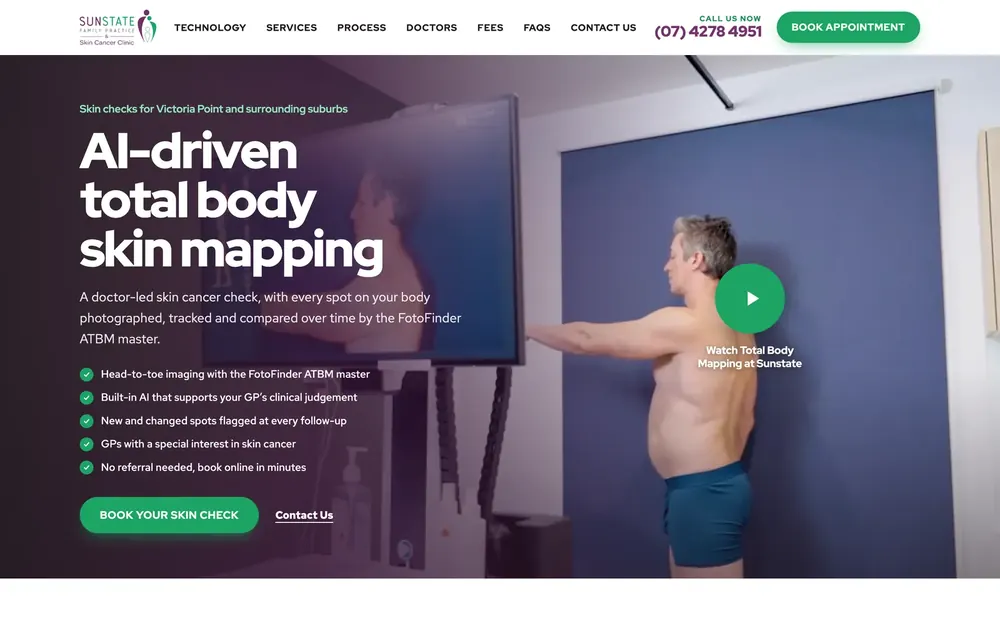 SUNSTATE
FAMILY PRACTICE
&
Skin Cancer Clinic
TECHNOLOGY
SERVICES
PROCESS
DOCTORS
FEES
FAQS
CONTACT US
CALL US NOW
(07) 4278 4951
BOOK APPOINTMENT
Skin checks for Victoria Point and surrounding suburbs
AI-driven
total body
skin mapping
A doctor-led skin cancer check, with every spot on your body
photographed, tracked and compared over time by the FotoFinder
ATBM master.
Head-to-toe imaging with the FotoFinder ATBM master
Built-in AI that supports your GP’s clinical judgement
New and changed spots flagged at every follow-up
GPs with a special interest in skin cancer
No referral needed, book online in minutes
BOOK YOUR SKIN CHECK
Contact Us
Watch Total Body
Mapping at Sunstate